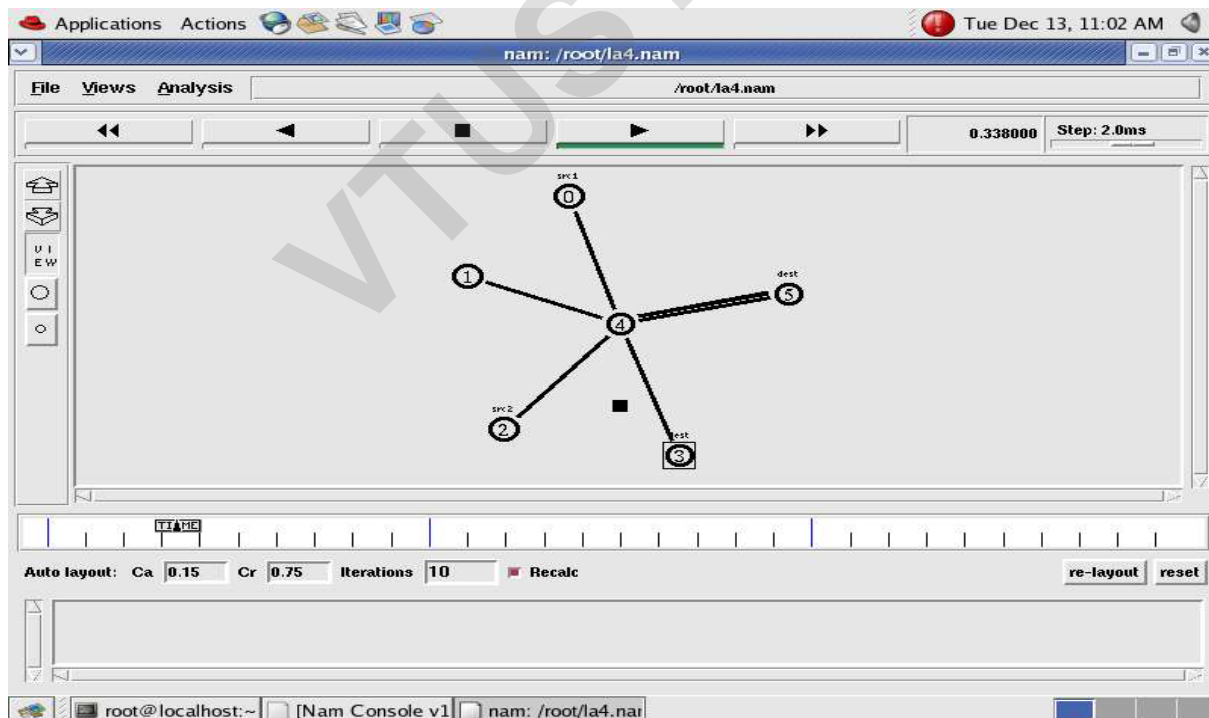 Applications Actions Tue Dec 13, 11:02 AM
nam: /root/la4.nam
File Views Analysis /root/la4.nam
0.338000 Step: 2.0ms
VTUS
VIEW
src1
0
1
dest
5
4
src2
2
dest
3
TIME
Auto layout: Ca 0.15 Cr 0.75 Iterations 10 Recalc re-layout reset
root@localhost:~ [Nam Console v1 nam: /root/la4.nar